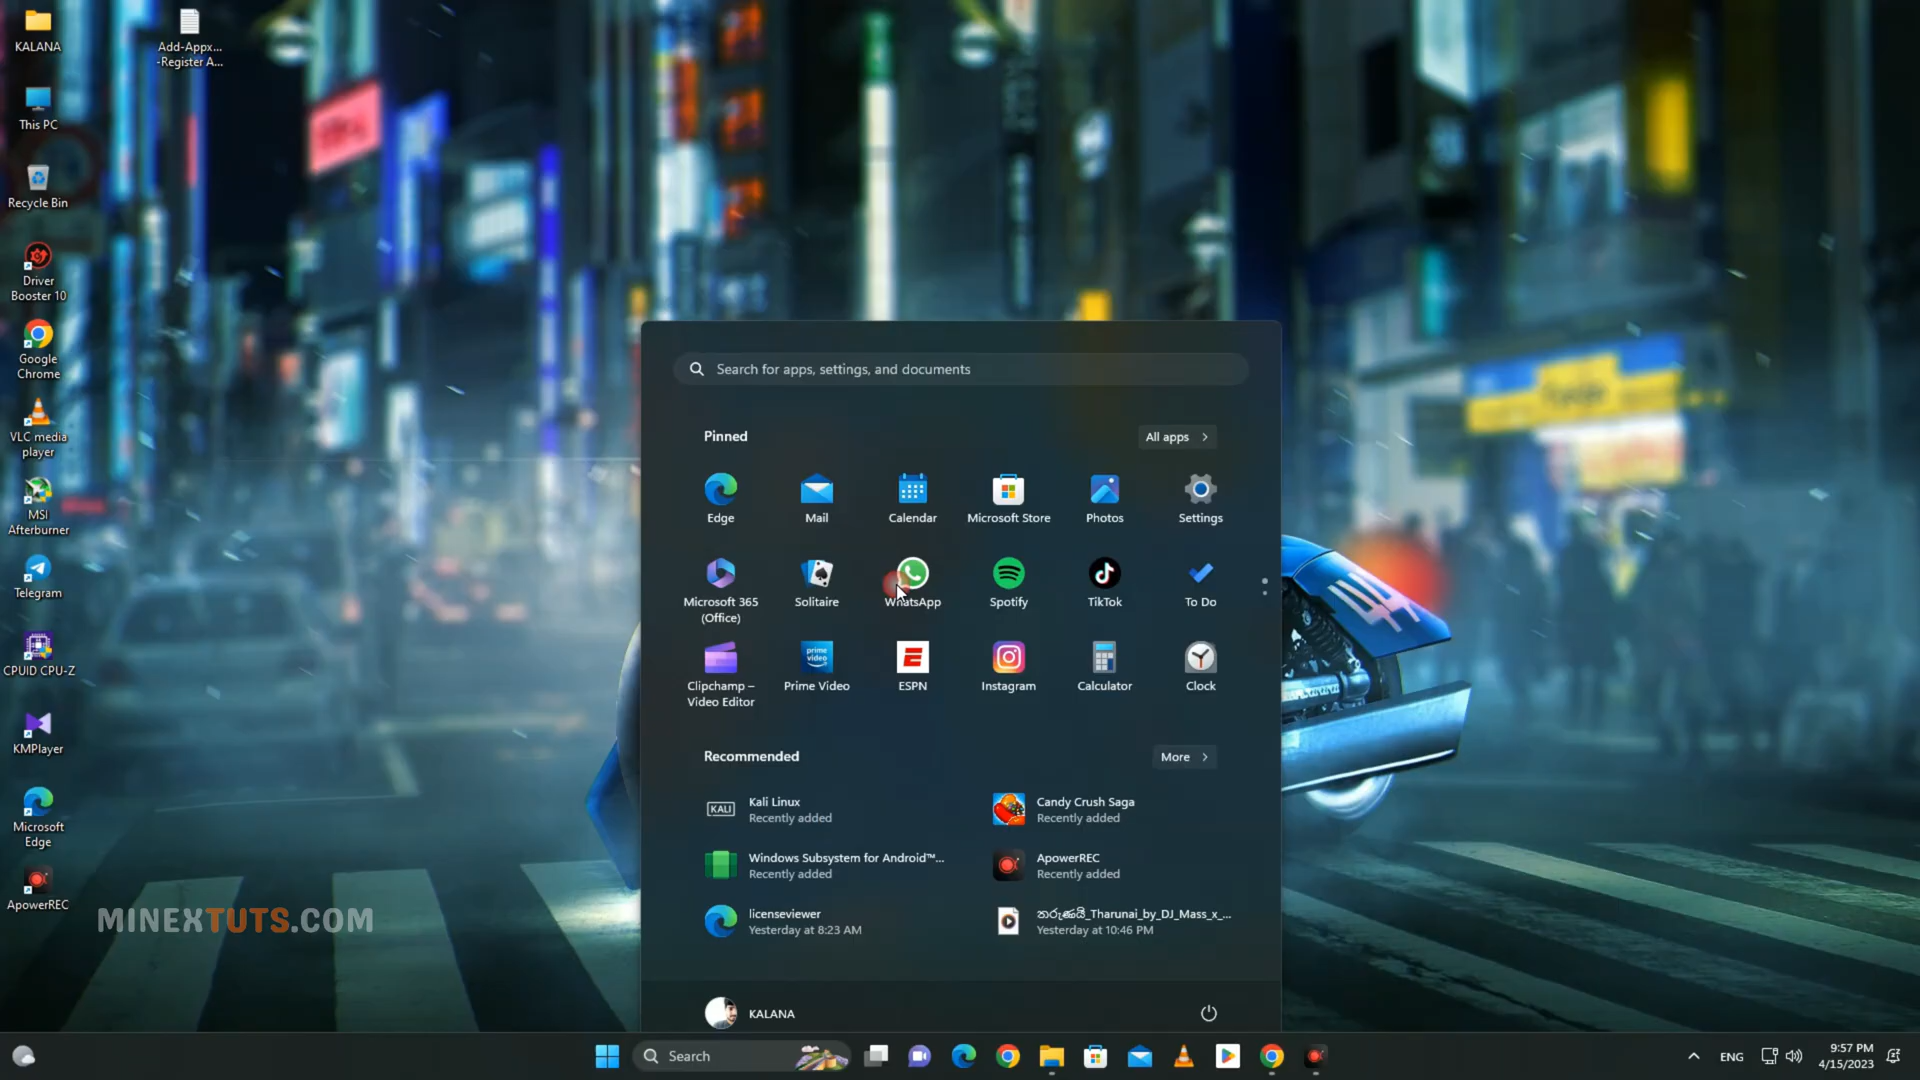 KALANA
Add-Appx...
-Register A...
This PC
Recycle Bin
Driver
Booster 10
Google
Chrome
VLC media
player
MSI
Afterburner
Telegram
CPUID CPU-Z
KMPlayer
Microsoft
Edge
ApowerREC
MINEXTUTS.COM
Search for apps, settings, and documents
Pinned
All apps
Edge
Mail
Calendar
Microsoft Store
Photos
Settings
Microsoft 365
(Office)
Solitaire
WhatsApp
Spotify
TikTok
To Do
Clipchamp –
Video Editor
prime
video
Prime Video
ESPN
Instagram
Calculator
Clock
Recommended
More
KALI
Kali Linux
Recently added
Candy Crush Saga
Recently added
Windows Subsystem for Android™...
Recently added
ApowerREC
Recently added
licenseviewer
Yesterday at 8:23 AM
තරුණයි_Tharunai_by_DJ_Mass_x_...
Yesterday at 10:46 PM
KALANA
Search
ENG
9:57 PM
4/15/2023